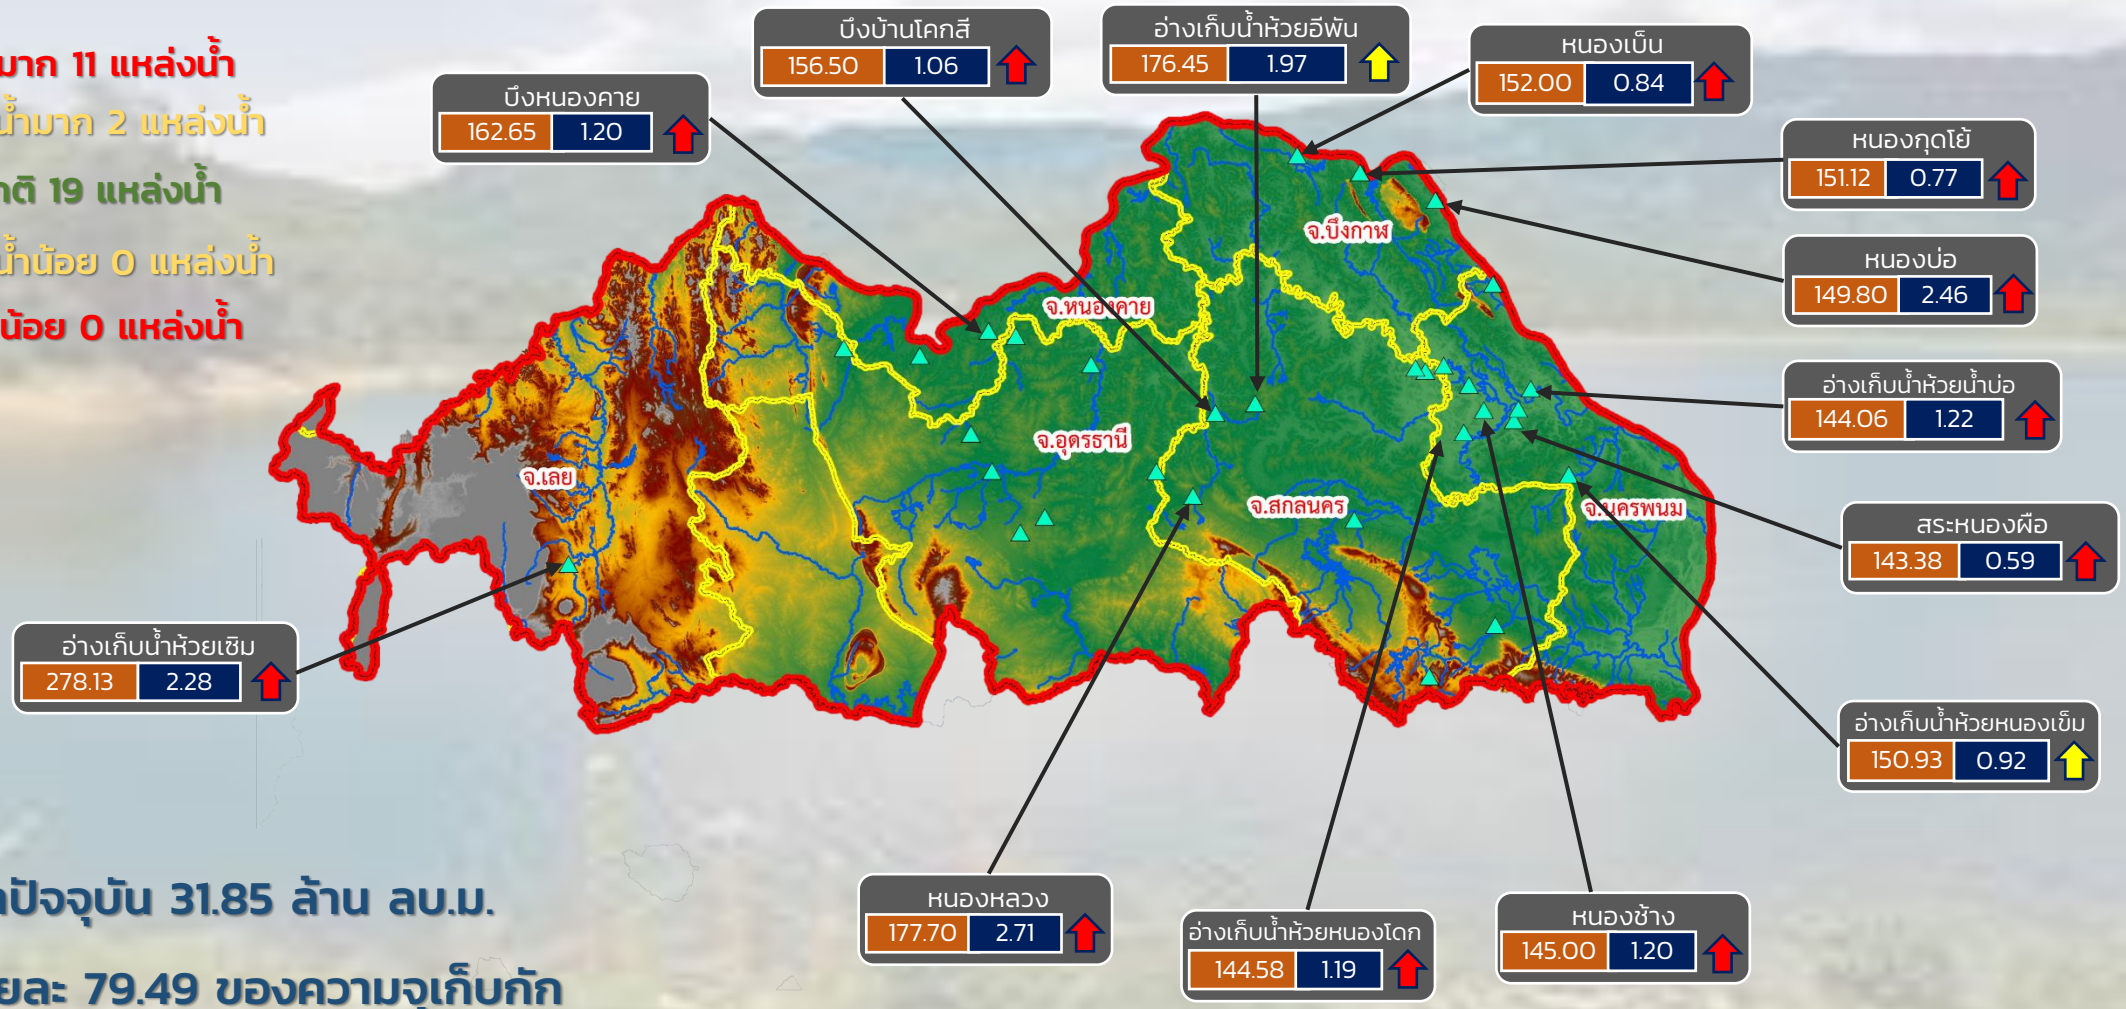 มาก 11 แหล่งน้ำ
น้ำมาก 2 แหล่งน้ำ
กติ 19 แหล่งน้ำ
น้ำน้อย 0 แหล่งน้ำ
น้อย 0 แหล่งน้ำ
บึงหนองคาย
162.65 1.20
บึงบ้านโคกสี
156.50 1.06
อ่างเก็บน้ำห้วยอีพัน
176.45 1.97
หนองเบ็น
152.00 0.84
หนองกุดโย้
151.12 0.77
หนองบ่อ
149.80 2.46
อ่างเก็บน้ำห้วยน้ำบ่อ
144.06 1.22
สระหนองผือ
143.38 0.59
อ่างเก็บน้ำห้วยหนองเข็ม
150.93 0.92
หนองช้าง
145.00 1.20
อ่างเก็บน้ำห้วยหนองโดก
144.58 1.19
หนองหลวง
177.70 2.71
อ่างเก็บน้ำห้วยเซิม
278.13 2.28
จ.บึงกาฬ
จ.หนองคาย
จ.อุดรธานี
จ.เลย
จ.สกลนคร
จ.นครพนม
าปัจจุบัน 31.85 ล้าน ลบ.ม.
ยละ 79.49 ของความจุเก็บกัก